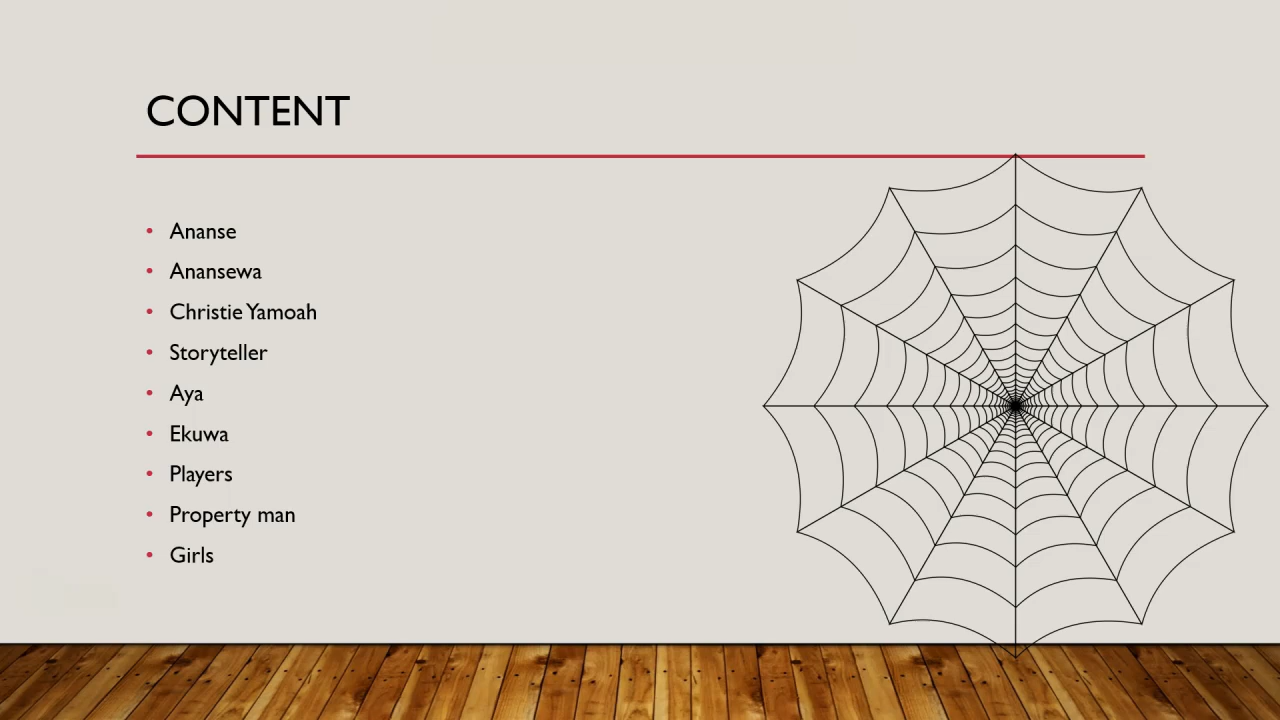 CONTENT
• Ananse
• Anansewa
• Christie Yamoah
• Storyteller
• Aya
• Ekuwa
• Players
• Property man
• Girls